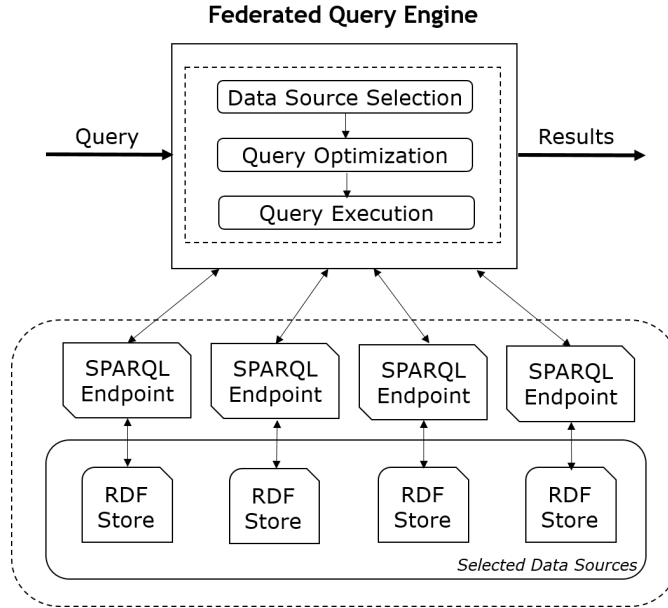 Federated Query Engine
Data Source Selection
Query
Query Optimization
Results
Query Execution
SPARQL
Endpoint
SPARQL
Endpoint
SPARQL
Endpoint
SPARQL
Endpoint
RDF
Store
RDF
Store
RDF
Store
RDF
Store
Selected Data Sources